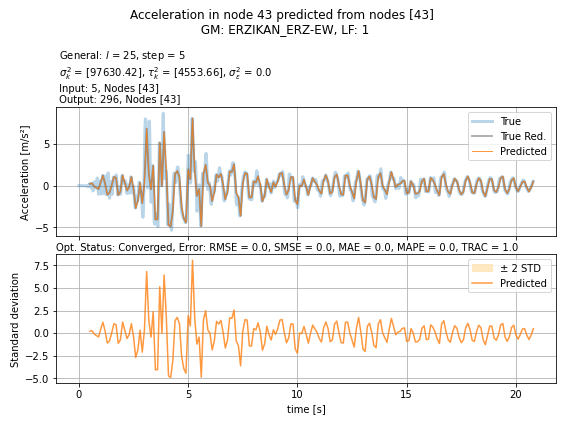 Acceleration in node 43 predicted from nodes [43]
GM: ERZIKAN_ERZ-EW, LF: 1
General: l = 25, step = 5
σ²ₖ = [97630.42], τ²ₖ = [4553.66], σ²ε = 0.0
Input: 5, Nodes [43]
Output: 296, Nodes [43]
Acceleration [m/s²]
5
0
−5
True
True Red.
Predicted
Opt. Status: Converged, Error: RMSE = 0.0, SMSE = 0.0, MAE = 0.0, MAPE = 0.0, TRAC = 1.0
Standard deviation
7.5
5.0
2.5
0.0
−2.5
−5.0
± 2 STD
Predicted
0 5 10 15 20
time [s]